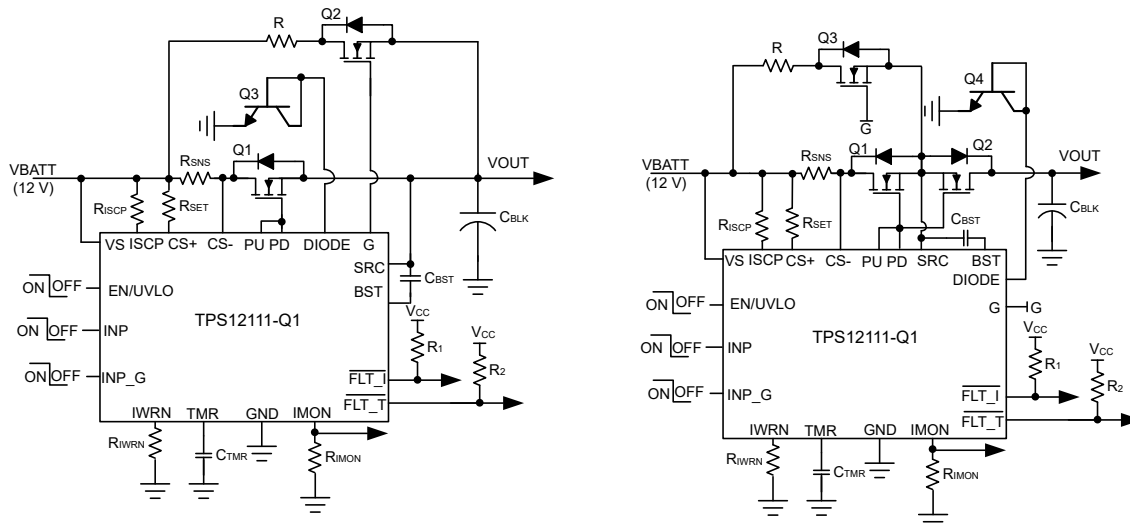 Q2
R
Q3
Q1
VBATT
(12 V)
RSNS
VOUT
RISCP
RSET
CBLK
VS ISCP CS+ CS- PU PD DIODE G
SRC
CBST
BST
ON OFF EN/UVLO
TPS12111-Q1
VCC
VCC
ON OFF INP
R1
R2
ON OFF INP_G
FLT_I
FLT_T
IWRN TMR GND IMON
RIWRN
CTMR
RIMON
Q3
R
Q4
G
Q1 Q2
VBATT
(12 V)
RSNS
VOUT
RISCP
RSET
CBST
CBLK
VS ISCP CS+ CS- PU PD SRC BST
DIODE
ON OFF EN/UVLO
G G
TPS12111-Q1
VCC
VCC
ON OFF INP
R1
R2
ON OFF INP_G
FLT_I
FLT_T
IWRN TMR GND IMON
RIWRN
CTMR
RIMON